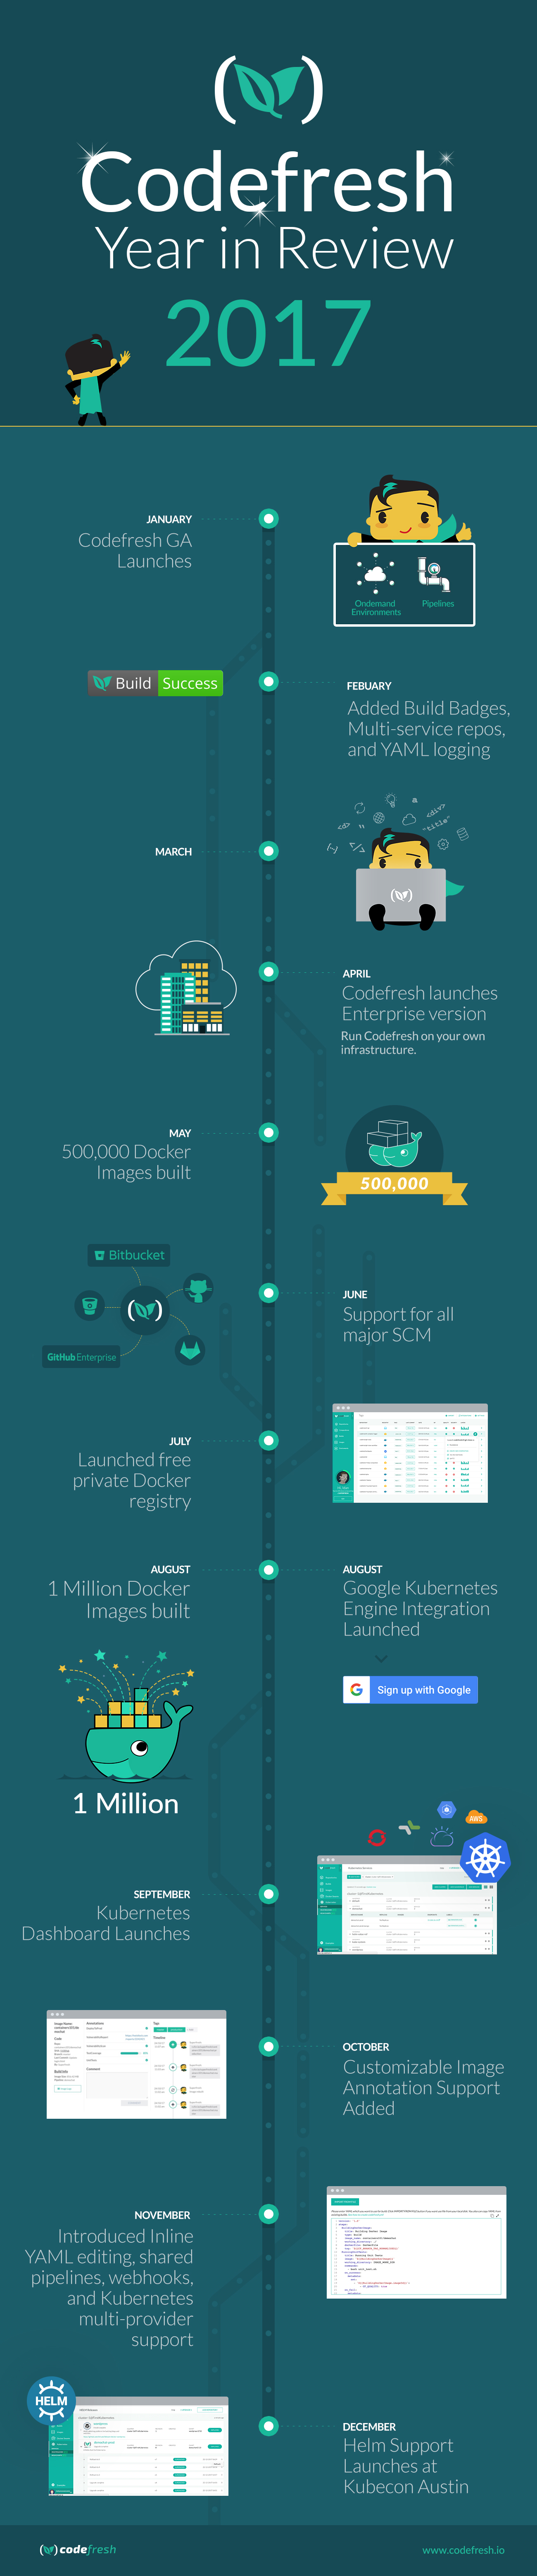 Codefresh
Year in Review
2017
JANUARY
Codefresh GA
Launches
Ondemand
Environments
Pipelines
Build Success
FEBUARY
Added Build Badges,
Multi-service repos,
and YAML logging
MARCH
<div>
"title"
</>
APRIL
Codefresh launches
Enterprise version
Run Codefresh on your own
infrastructure.
MAY
500,000 Docker
Images built
500,000
Bitbucket
GitHub Enterprise
JUNE
Support for all
major SCM
JULY
Launched free
private Docker
registry
AUGUST
1 Million Docker
Images built
1 Million
AUGUST
Google Kubernetes
Engine Integration
Launched
G Sign up with Google
AWS
SEPTEMBER
Kubernetes
Dashboard Launches
OCTOBER
Customizable Image
Annotation Support
Added
NOVEMBER
Introduced Inline
YAML editing, shared
pipelines, webhooks,
and Kubernetes
multi-provider
support
HELM
DECEMBER
Helm Support
Launches at
Kubecon Austin
codefresh
www.codefresh.io